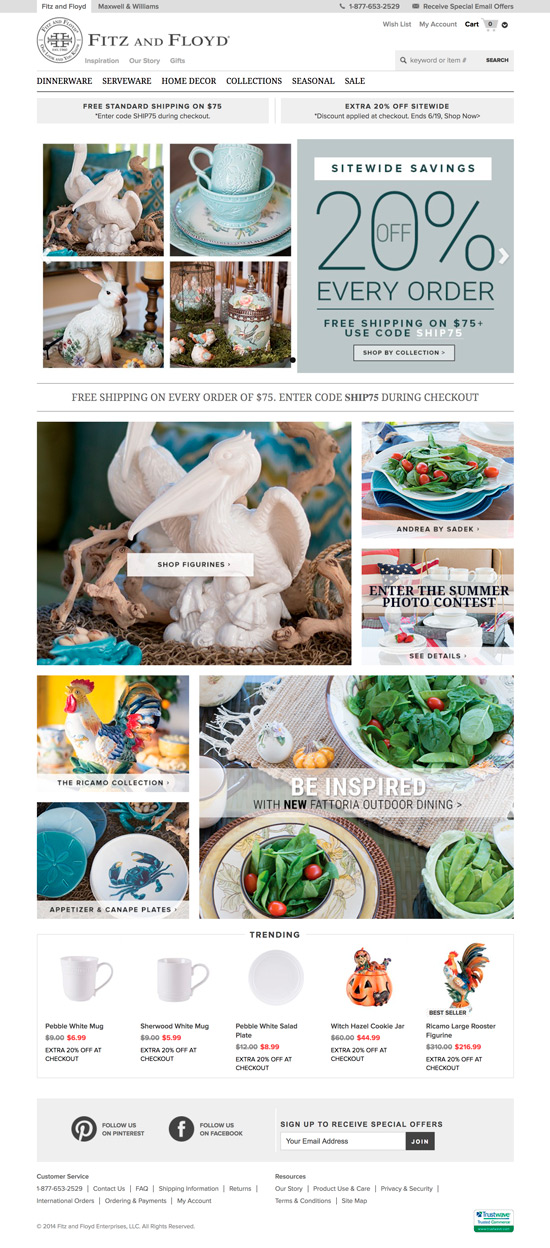 Fitz and Floyd Maxwell & Williams 1-877-653-2529 Receive Special Email Offers
Wish List My Account Cart 0
FITZ AND FLOYD
Inspiration Our Story Gifts
keyword or item # SEARCH
DINNERWARE SERVEWARE HOME DECOR COLLECTIONS SEASONAL SALE
FREE STANDARD SHIPPING ON $75
*Enter code SHIP75 during checkout.
EXTRA 20% OFF SITEWIDE
*Discount applied at checkout. Ends 6/19, Shop Now>
SITEWIDE SAVINGS
20% OFF
EVERY ORDER
FREE SHIPPING ON $75+
USE CODE SHIP75
SHOP BY COLLECTION >
FREE SHIPPING ON EVERY ORDER OF $75. ENTER CODE SHIP75 DURING CHECKOUT
SHOP FIGURINES ›
ANDREA BY SADEK ›
ENTER THE SUMMER
PHOTO CONTEST
SEE DETAILS ›
THE RICAMO COLLECTION ›
APPETIZER & CANAPE PLATES ›
BE INSPIRED
WITH NEW FATTORIA OUTDOOR DINING >
TRENDING
Pebble White Mug
$9.00 $6.99
EXTRA 20% OFF AT
CHECKOUT
Sherwood White Mug
$9.00 $5.99
EXTRA 20% OFF AT
CHECKOUT
Pebble White Salad
Plate
$12.00 $8.99
EXTRA 20% OFF AT
CHECKOUT
Witch Hazel Cookie Jar
$60.00 $44.99
EXTRA 20% OFF AT
CHECKOUT
BEST SELLER
Ricamo Large Rooster
Figurine
$310.00 $216.99
EXTRA 20% OFF AT
CHECKOUT
FOLLOW US
ON PINTEREST
FOLLOW US
ON FACEBOOK
SIGN UP TO RECEIVE SPECIAL OFFERS
Your Email Address JOIN
Customer Service
1-877-653-2529 | Contact Us | FAQ | Shipping Information | Returns |
International Orders | Ordering & Payments | My Account
Resources
Our Story | Product Use & Care | Privacy & Security |
Terms & Conditions | Site Map
© 2014 Fitz and Floyd Enterprises, LLC. All Rights Reserved.
Trustwave
Trusted Commerce